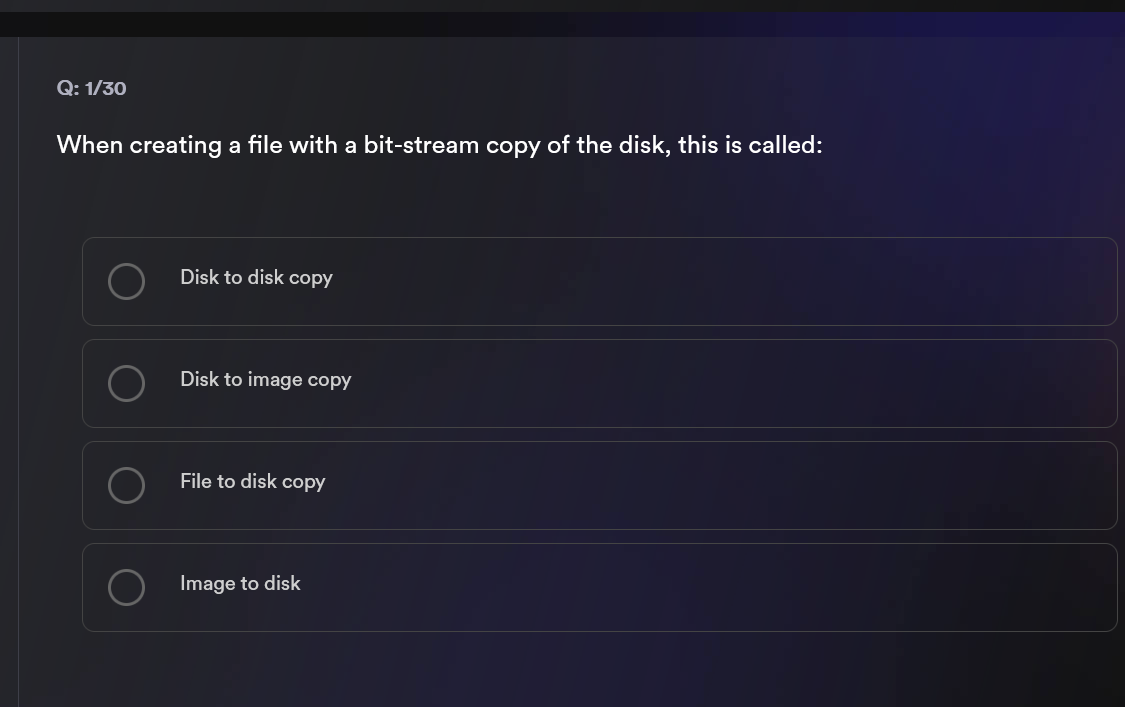 Q: 1/30
When creating a file with a bit-stream copy of the disk, this is called:
Disk to disk copy
Disk to image copy
File to disk copy
Image to disk